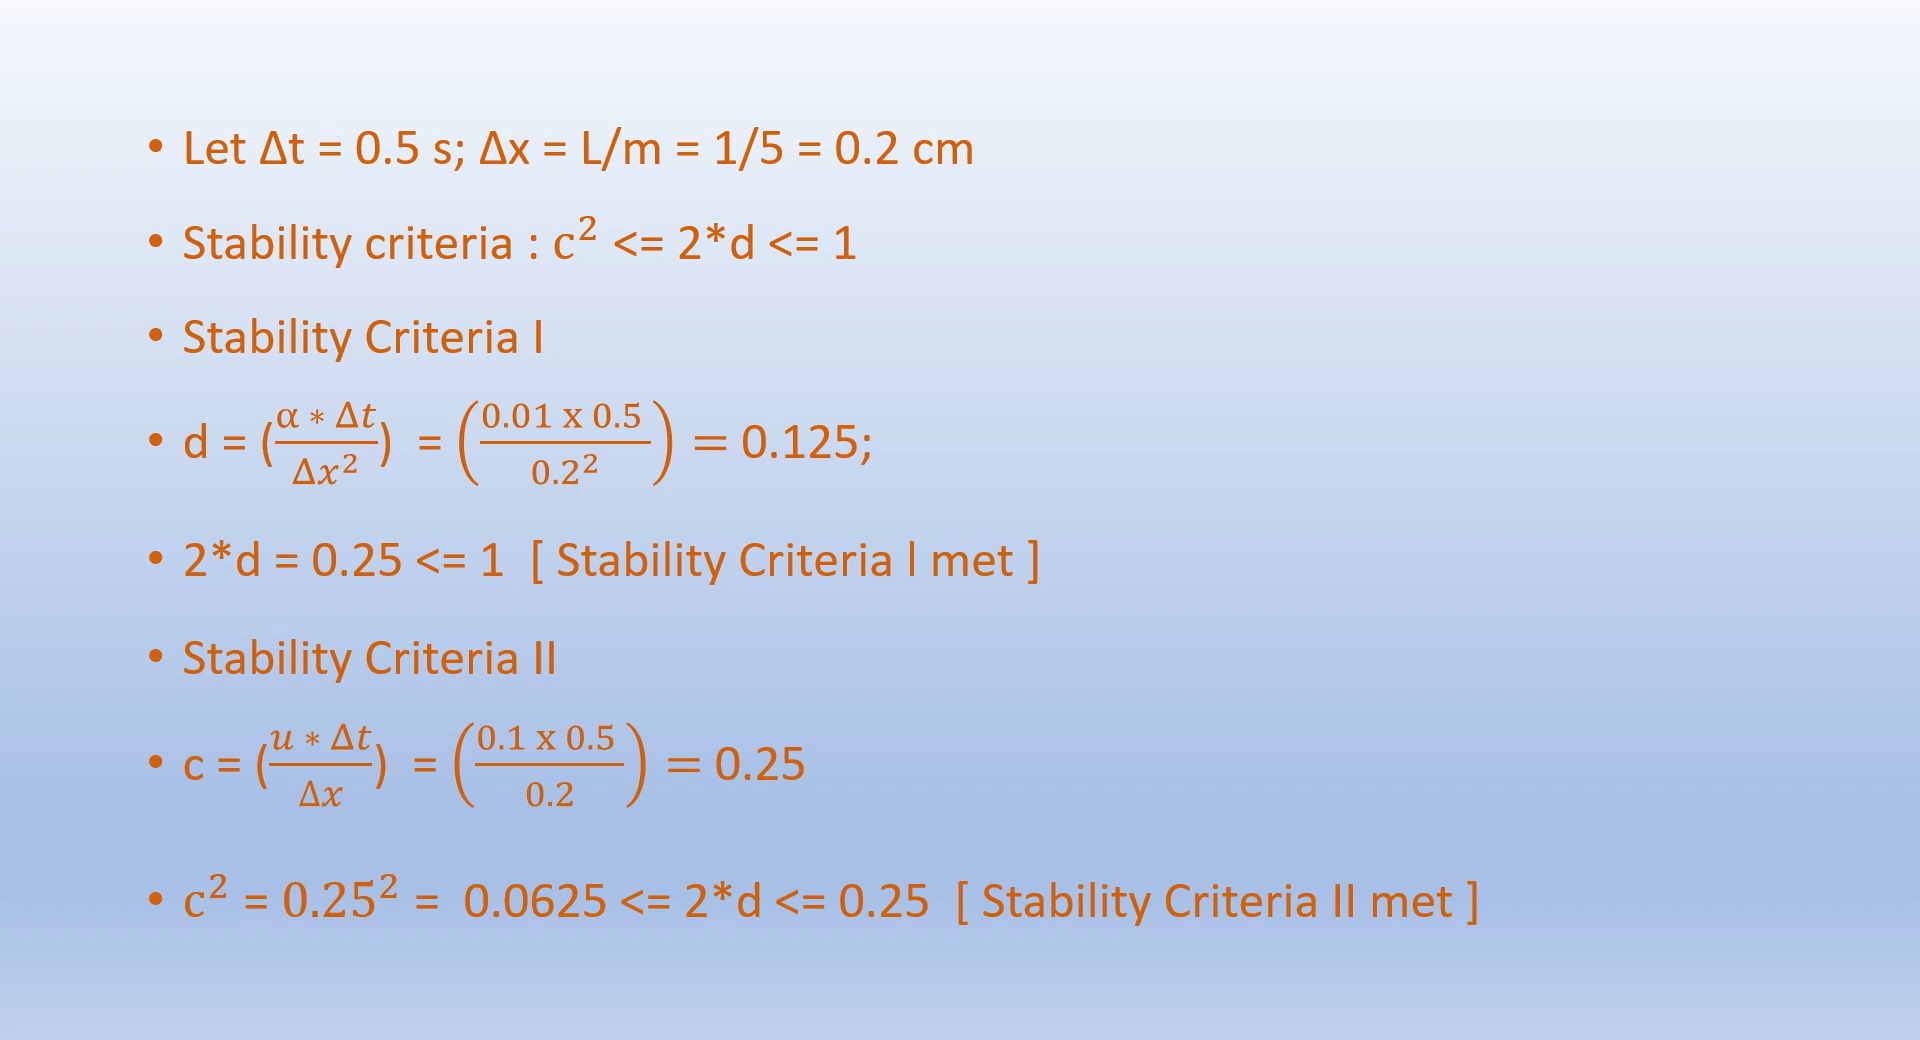 • Let Δt = 0.5 s; Δx = L/m = 1/5 = 0.2 cm
• Stability criteria : c² <= 2*d <= 1
• Stability Criteria I
• d = (α ∗ Δt / Δx²) = (0.01 x 0.5 / 0.2²) = 0.125;
• 2*d = 0.25 <= 1 [ Stability Criteria I met ]
• Stability Criteria II
• c = (u ∗ Δt / Δx) = (0.1 x 0.5 / 0.2) = 0.25
• c² = 0.25² = 0.0625 <= 2*d <= 0.25 [ Stability Criteria II met ]